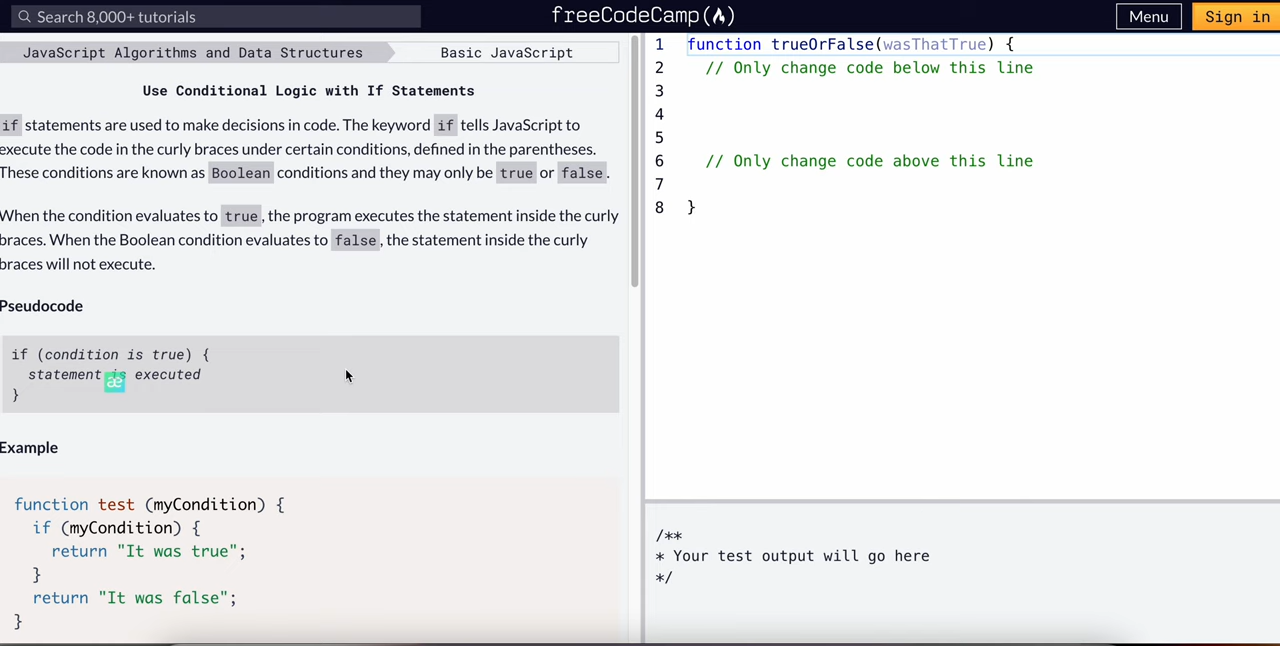 Search 8,000+ tutorials
freeCodeCamp
Menu
Sign in
JavaScript Algorithms and Data Structures
Basic JavaScript
Use Conditional Logic with If Statements
if statements are used to make decisions in code. The keyword if tells JavaScript to
execute the code in the curly braces under certain conditions, defined in the parentheses.
These conditions are known as Boolean conditions and they may only be true or false.
When the condition evaluates to true, the program executes the statement inside the curly
braces. When the Boolean condition evaluates to false, the statement inside the curly
braces will not execute.
Pseudocode
if (condition is true) {
statement is executed
}
æ
Example
function test (myCondition) {
if (myCondition) {
return "It was true";
}
return "It was false";
}
1 function trueOrFalse(wasThatTrue) {
2 // Only change code below this line
3
4
5
6 // Only change code above this line
7
8 }
/**
* Your test output will go here
*/